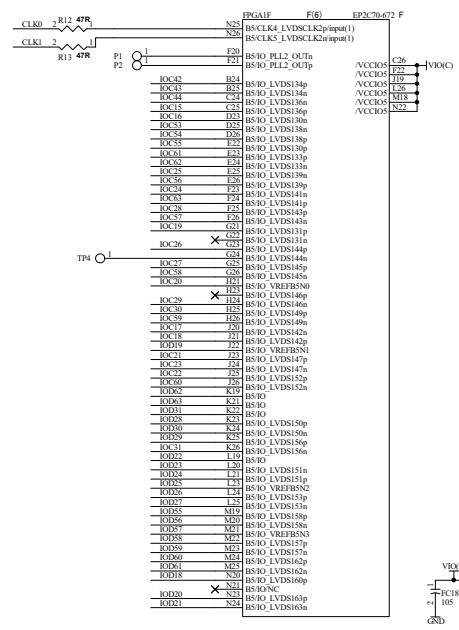 FPGA1F F(6) EP2C70-672 F
CLK0 2 R12 47R 1 N25 B5/CLK4_LVDSCLK2p/input(1)
CLK1 2 R13 47R 1 N26 B5/CLK5_LVDSCLK2n/input(1)
P1 1 F20 B5/IO_PLL2_OUTn
P2 1 F21 B5/IO_PLL2_OUTp
/VCCIO5 C26 VIO(C)
/VCCIO5 F22
/VCCIO5 J19
/VCCIO5 L26
/VCCIO5 M18
/VCCIO5 N22
IOC42 B24 B5/IO_LVDS134p
IOC43 B25 B5/IO_LVDS134n
IOC44 C24 B5/IO_LVDS136n
IOC15 C25 B5/IO_LVDS136p
IOC16 D23 B5/IO_LVDS130n
IOC53 D25 B5/IO_LVDS138n
IOC54 D26 B5/IO_LVDS138p
IOC55 E22 B5/IO_LVDS130p
IOC61 E23 B5/IO_LVDS133p
IOC62 E24 B5/IO_LVDS133n
IOC25 E25 B5/IO_LVDS139n
IOC56 E26 B5/IO_LVDS139p
IOC24 F23 B5/IO_LVDS141n
IOC63 F24 B5/IO_LVDS141p
IOC28 F25 B5/IO_LVDS143p
IOC57 F26 B5/IO_LVDS143n
IOC19 G21 B5/IO_LVDS131p
G22 B5/IO_LVDS131n
IOC26 G23 B5/IO_LVDS144p
TP4 1 G24 B5/IO_LVDS144n
IOC27 G25 B5/IO_LVDS145p
IOC58 G26 B5/IO_LVDS145n
IOC20 H21 B5/IO_VREFB5N0
H23 B5/IO_LVDS146p
IOC29 H24 B5/IO_LVDS146n
IOC30 H25 B5/IO_LVDS149p
IOC59 H26 B5/IO_LVDS149n
IOC17 J20 B5/IO_LVDS142n
IOC18 J21 B5/IO_LVDS142p
IOD19 J22 B5/IO_VREFB5N1
IOC21 J23 B5/IO_LVDS147p
IOC23 J24 B5/IO_LVDS147n
IOC22 J25 B5/IO_LVDS152p
IOC60 J26 B5/IO_LVDS152n
IOD62 K19 B5/IO
IOD63 K21 B5/IO
IOD31 K22 B5/IO
IOD28 K23 B5/IO_LVDS150p
IOD30 K24 B5/IO_LVDS150n
IOD29 K25 B5/IO_LVDS156p
IOC31 K26 B5/IO_LVDS156n
IOD22 L19 B5/IO
IOD23 L20 B5/IO_LVDS151n
IOD24 L21 B5/IO_LVDS151p
IOD25 L23 B5/IO_VREFB5N2
IOD26 L24 B5/IO_LVDS153p
IOD27 L25 B5/IO_LVDS153n
IOD55 M19 B5/IO_LVDS158p
IOD56 M20 B5/IO_LVDS158n
IOD57 M21 B5/IO_VREFB5N3
IOD58 M22 B5/IO_LVDS157p
IOD59 M23 B5/IO_LVDS157n
IOD60 M24 B5/IO_LVDS162p
IOD61 M25 B5/IO_LVDS162n
IOD18 N20 B5/IO_LVDS160p
N21 B5/IO/NC
IOD20 N23 B5/IO_LVDS163p
IOD21 N24 B5/IO_LVDS163n
VIO(
1
FC18
105
2
GND